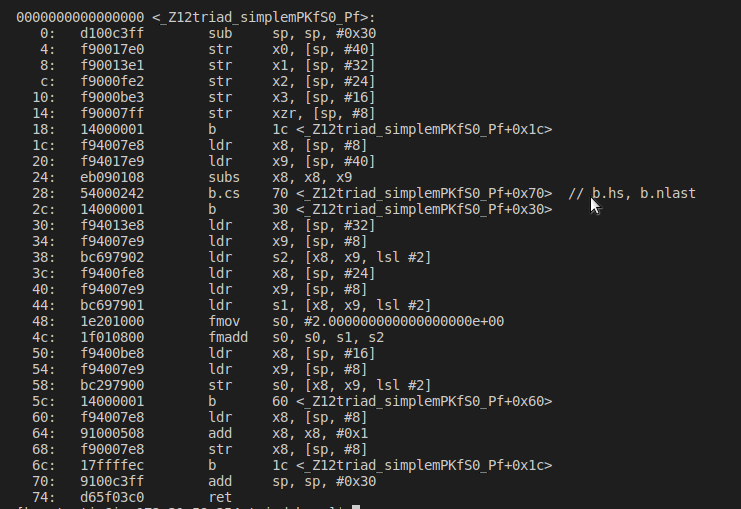 0000000000000000 <_Z12triad_simplemPKfS0_Pf>:
0: d100c3ff sub sp, sp, #0x30
4: f90017e0 str x0, [sp, #40]
8: f90013e1 str x1, [sp, #32]
c: f9000fe2 str x2, [sp, #24]
10: f9000be3 str x3, [sp, #16]
14: f90007ff str xzr, [sp, #8]
18: 14000001 b 1c <_Z12triad_simplemPKfS0_Pf+0x1c>
1c: f94007e8 ldr x8, [sp, #8]
20: f94017e9 ldr x9, [sp, #40]
24: eb090108 subs x8, x8, x9
28: 54000242 b.cs 70 <_Z12triad_simplemPKfS0_Pf+0x70> // b.hs, b.nlast
2c: 14000001 b 30 <_Z12triad_simplemPKfS0_Pf+0x30>
30: f94013e8 ldr x8, [sp, #32]
34: f94007e9 ldr x9, [sp, #8]
38: bc697902 ldr s2, [x8, x9, lsl #2]
3c: f9400fe8 ldr x8, [sp, #24]
40: f94007e9 ldr x9, [sp, #8]
44: bc697901 ldr s1, [x8, x9, lsl #2]
48: 1e201000 fmov s0, #2.000000000000000000e+00
4c: 1f010800 fmadd s0, s0, s1, s2
50: f9400be8 ldr x8, [sp, #16]
54: f94007e9 ldr x9, [sp, #8]
58: bc297900 str s0, [x8, x9, lsl #2]
5c: 14000001 b 60 <_Z12triad_simplemPKfS0_Pf+0x60>
60: f94007e8 ldr x8, [sp, #8]
64: 91000508 add x8, x8, #0x1
68: f90007e8 str x8, [sp, #8]
6c: 17ffffec b 1c <_Z12triad_simplemPKfS0_Pf+0x1c>
70: 9100c3ff add sp, sp, #0x30
74: d65f03c0 ret